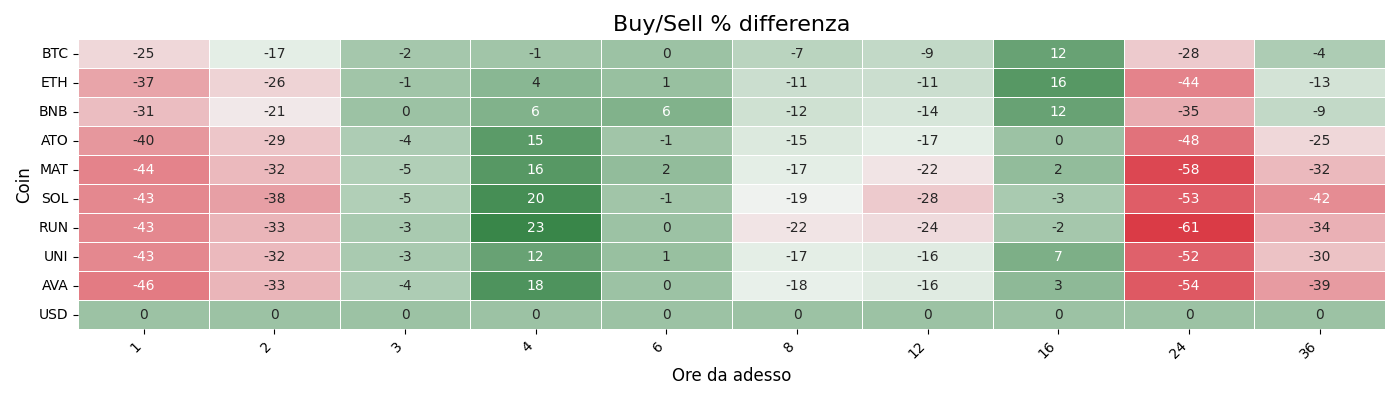 Buy/Sell % differenza
Coin
BTC -25 -17 -2 -1 0 -7 -9 12 -28 -4
ETH -37 -26 -1 4 1 -11 -11 16 -44 -13
BNB -31 -21 0 6 6 -12 -14 12 -35 -9
ATO -40 -29 -4 15 -1 -15 -17 0 -48 -25
MAT -44 -32 -5 16 2 -17 -22 2 -58 -32
SOL -43 -38 -5 20 -1 -19 -28 -3 -53 -42
RUN -43 -33 -3 23 0 -22 -24 -2 -61 -34
UNI -43 -32 -3 12 1 -17 -16 7 -52 -30
AVA -46 -33 -4 18 0 -18 -16 3 -54 -39
USD 0 0 0 0 0 0 0 0 0 0
1 2 3 4 6 8 12 16 24 36
Ore da adesso